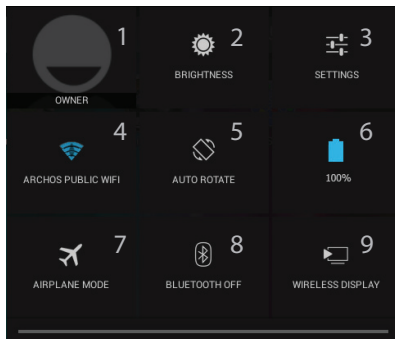 1
2
3
OWNER
BRIGHTNESS
SETTINGS
4
5
6
ARCHOS PUBLIC WIFI
AUTO ROTATE
100%
7
8
9
AIRPLANE MODE
BLUETOOTH OFF
WIRELESS DISPLAY